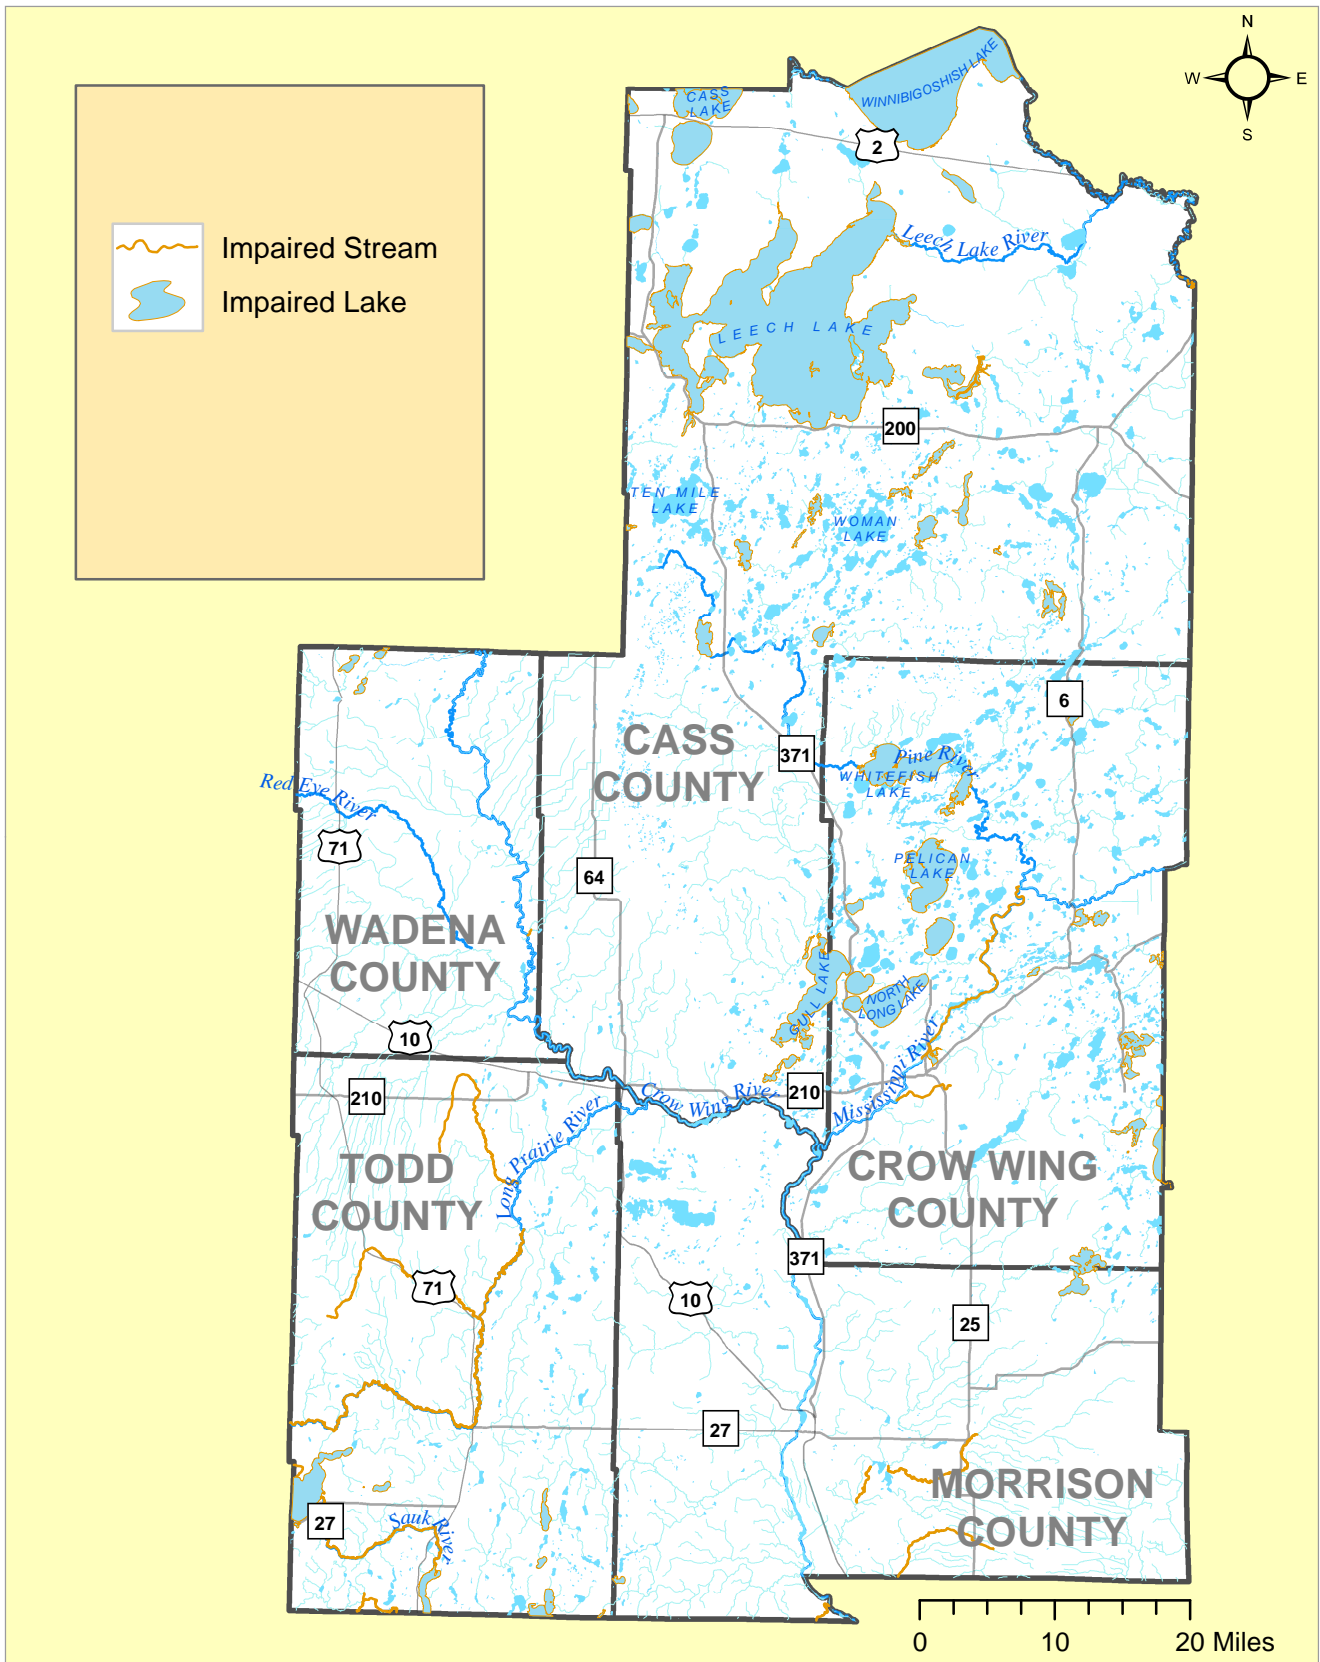 N
W
E
S
CASS
LAKE
WINNIBIGOSHISH LAKE
2
Impaired Stream
Impaired Lake
Leech Lake River
LEECH LAKE
200
TEN MILE
LAKE
WOMAN
LAKE
6
CASS
COUNTY
371
Pine River
WHITEFISH
LAKE
Red Eye River
71
PELICAN
LAKE
64
WADENA
COUNTY
GULL LAKE
NORTH
LONG LAKE
10
210
Crow Wing River
210
Mississippi River
Long Prairie River
TODD
COUNTY
CROW WING
COUNTY
371
71
10
25
27
MORRISON
COUNTY
27
Sauk River
0
10
20 Miles